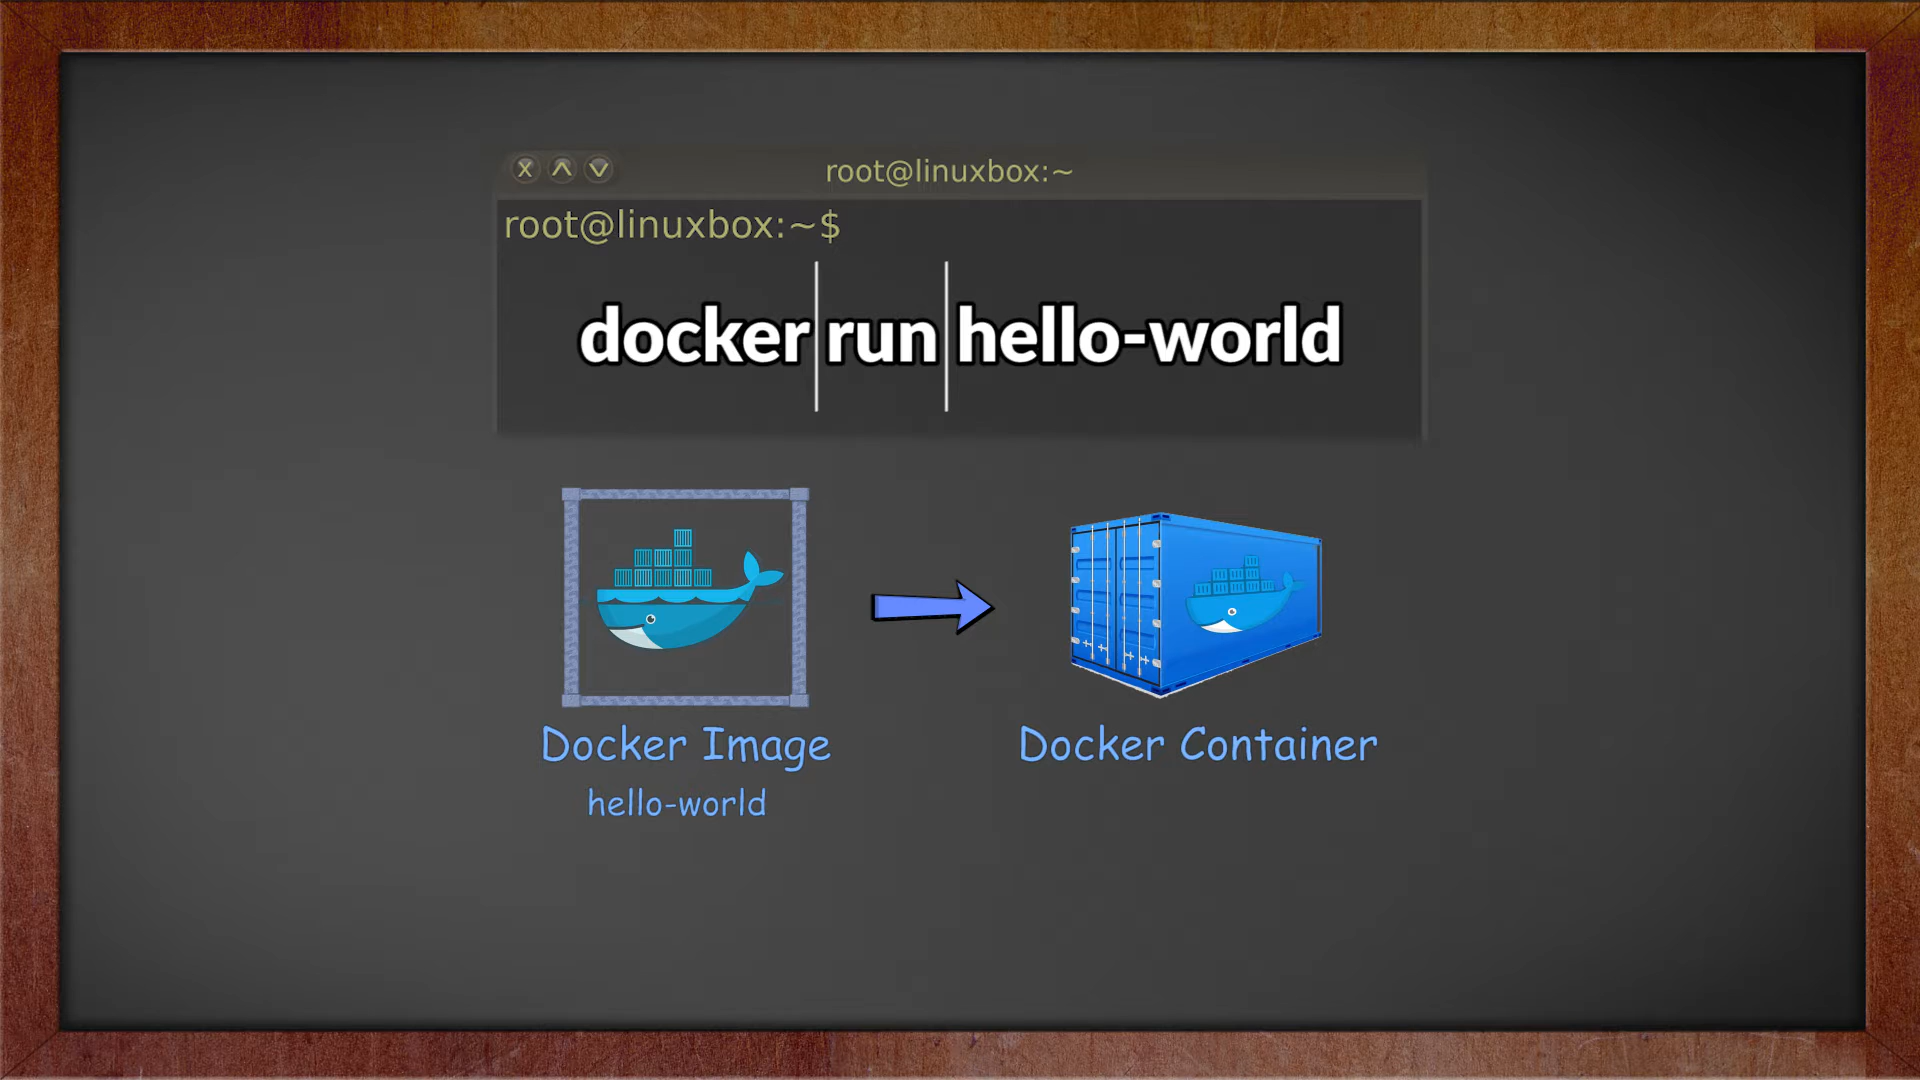 root@linuxbox:~
root@linuxbox:~$
docker run hello-world
Docker Image
hello-world
Docker Container